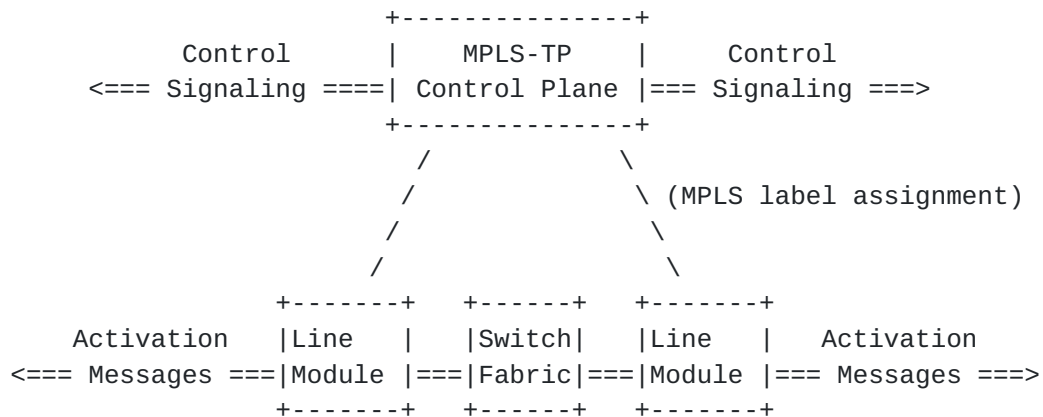 +---------------+
          Control      |    MPLS-TP    |     Control
     <=== Signaling ====| Control Plane |=== Signaling ===>
                       +---------------+
                         /           \
                        /             \ (MPLS label assignment)
                       /               \
                      /                 \
                +-------+  +------+  +-------+
    Activation  |Line   |  |Switch|  |Line   |  Activation
<=== Messages ===|Module |===|Fabric|===|Module |=== Messages ===>
                +-------+  +------+  +-------+